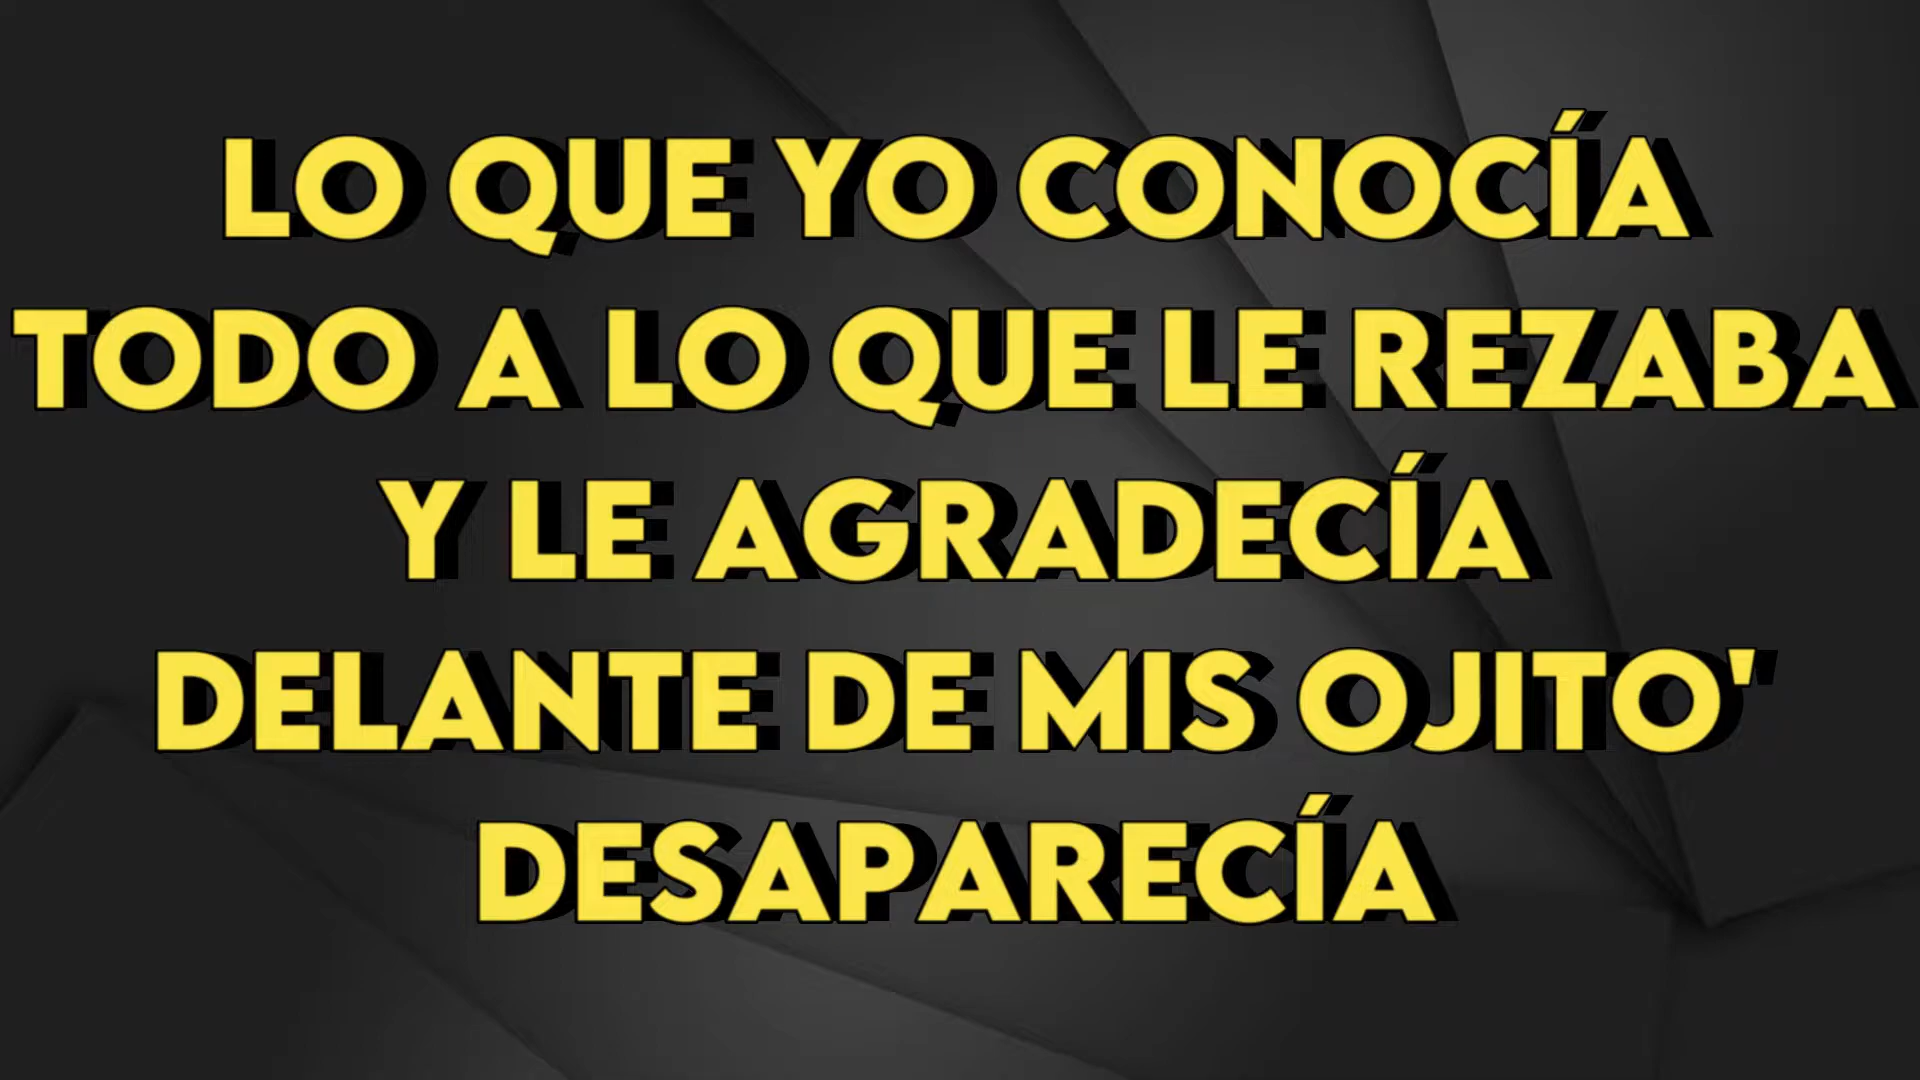 LO QUE YO CONOCÍA
TODO A LO QUE LE REZABA
Y LE AGRADECÍA
DELANTE DE MIS OJITO'
DESAPARECÍA